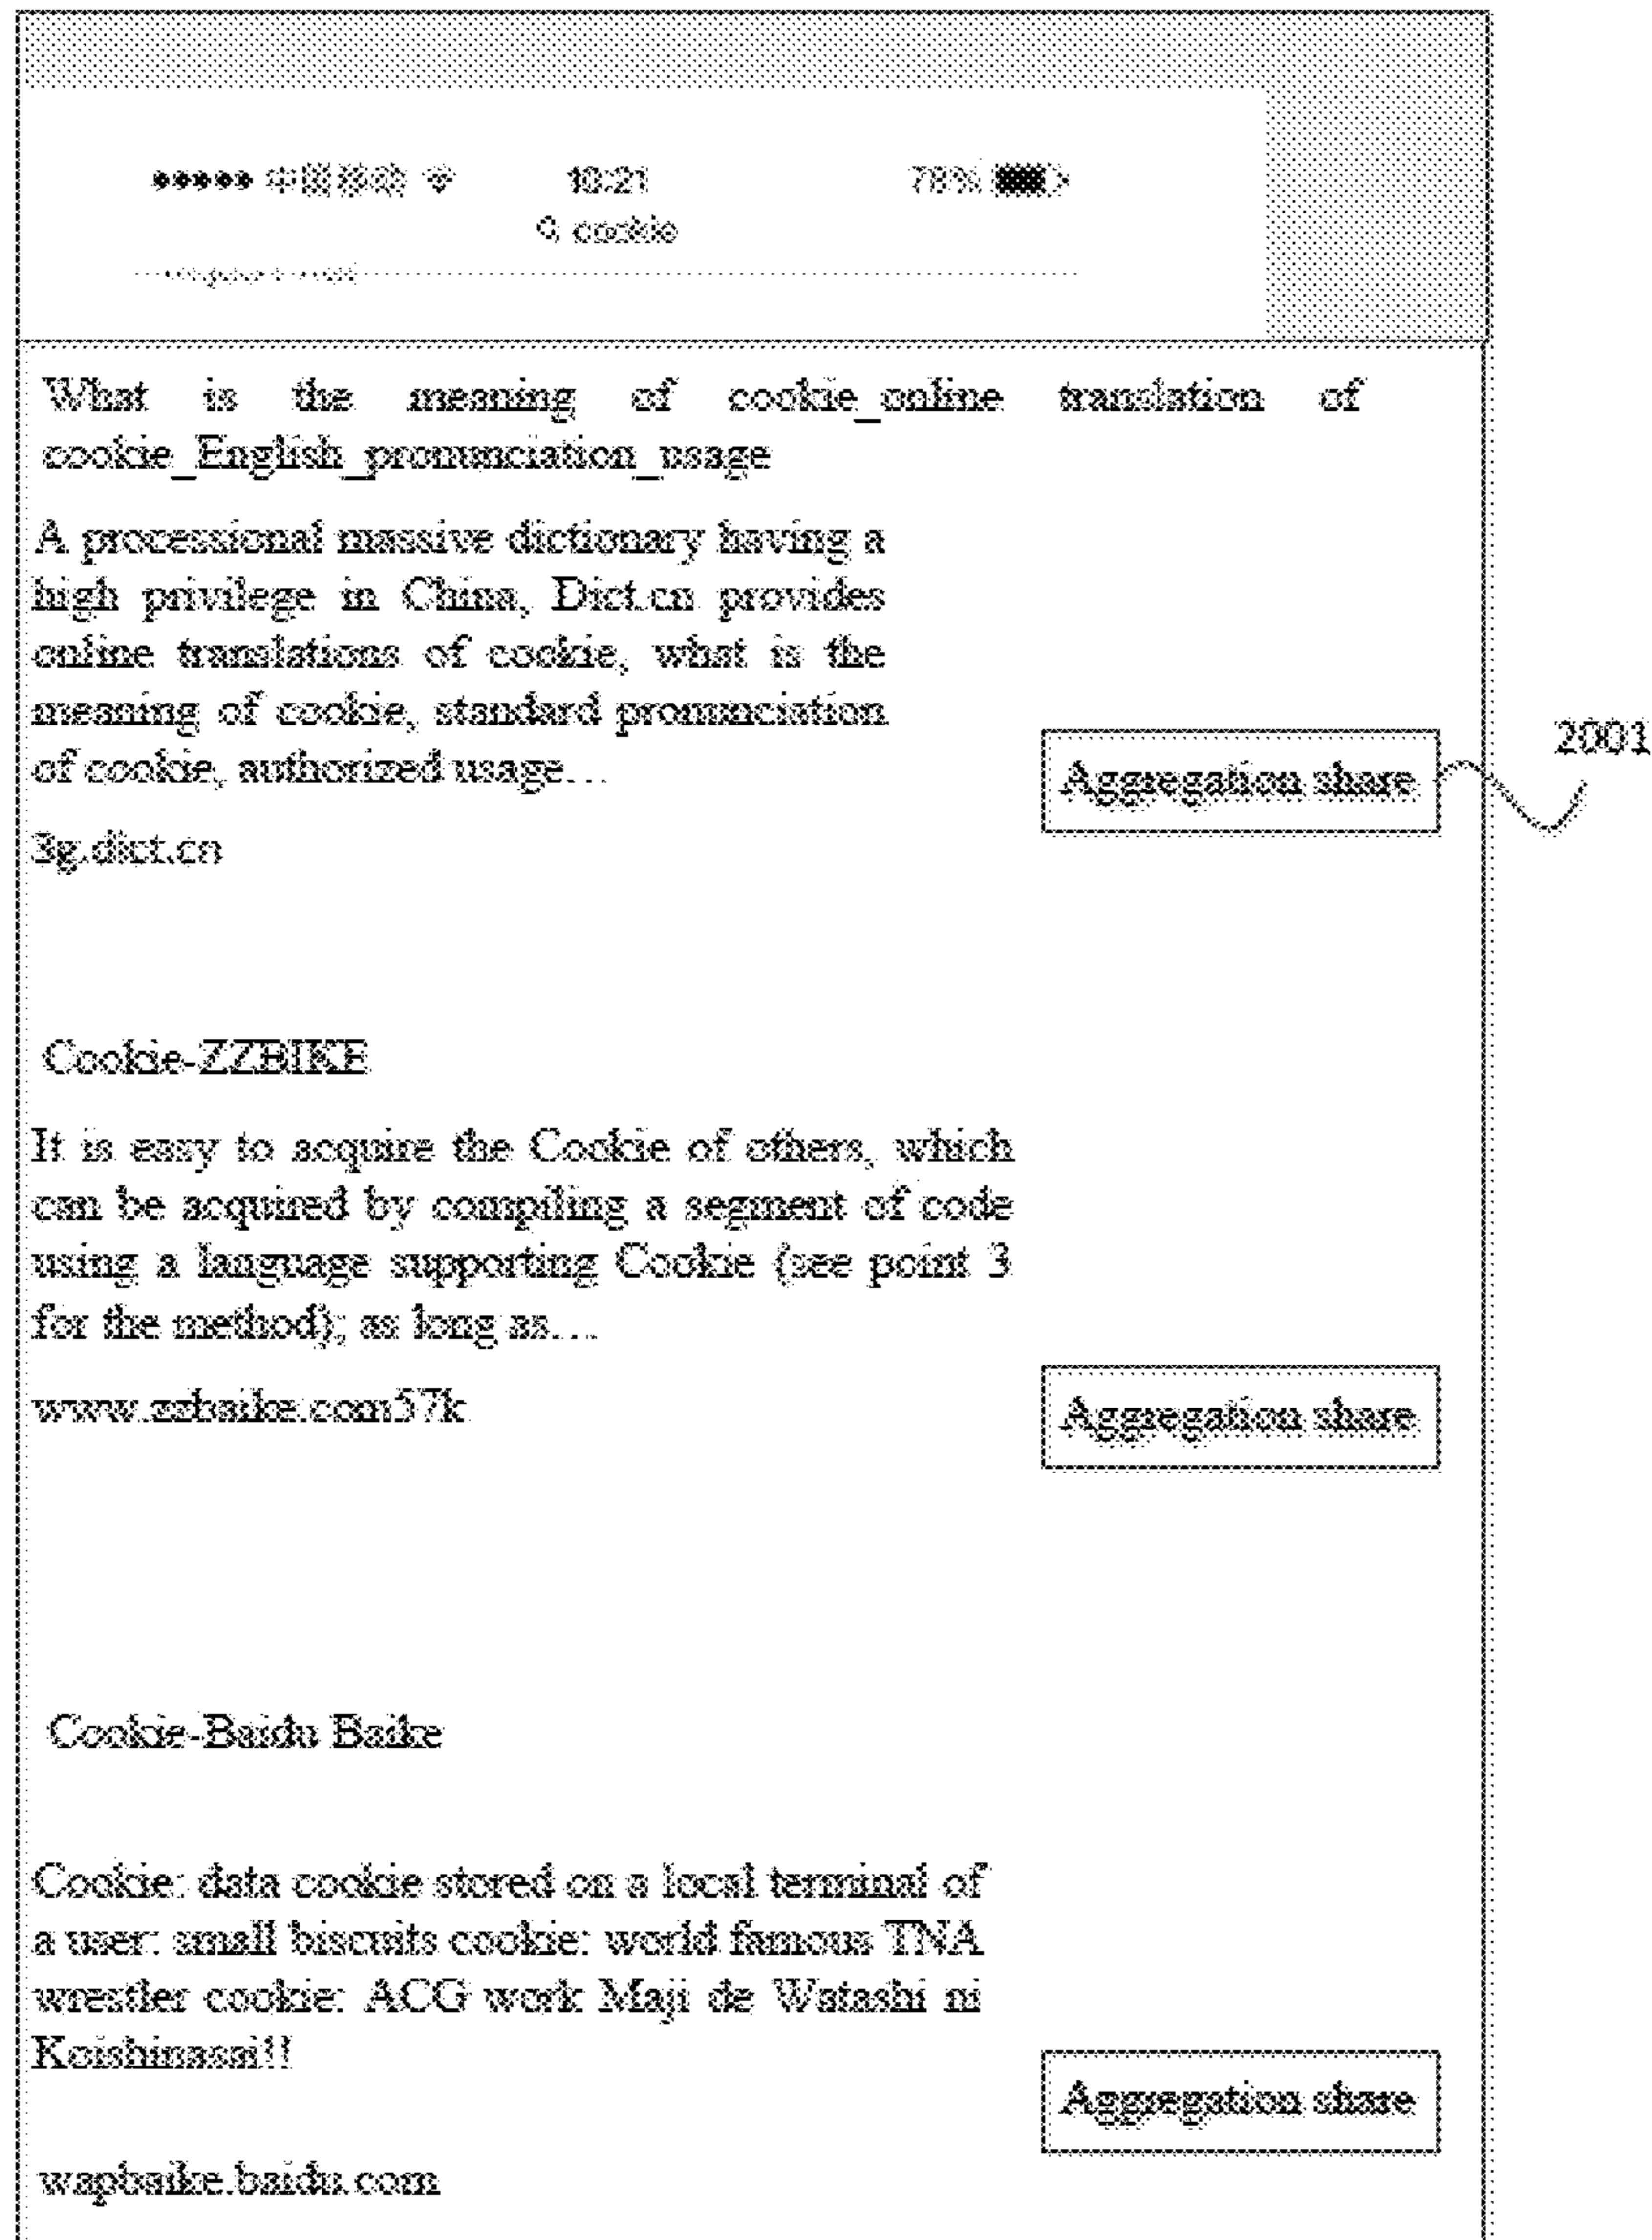 中国移动 10:21 78%
cookie
What is the meaning of cookie_online translation of
cookie_English_pronunciation_usage
A processional massive dictionary having a
high privilege in China, Dict.cn provides
online translations of cookie, what is the
meaning of cookie, standard pronunciation
of cookie, authorized usage…
Aggregation share
2001
3g.dict.cn
Cookie-ZZBIKE
It is easy to acquire the Cookie of others, which
can be acquired by compiling a segment of code
using a language supporting Cookie (see point 3
for the method); as long as…
www.zzbaike.com57k
Aggregation share
Cookie-Baidu Baike
Cookie: data cookie stored on a local terminal of
a user: small biscuits cookie: world famous TNA
wrestler cookie: ACG work Maji de Watashi ni
Koishinasai!!
Aggregation share
wapbaike.baidu.com